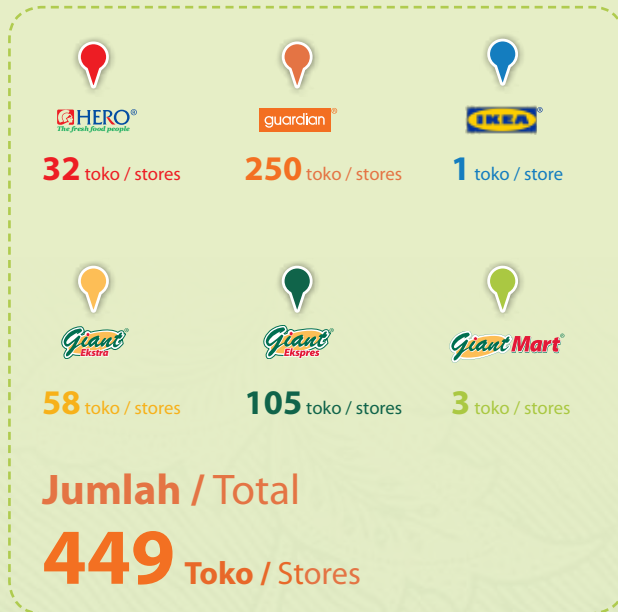 HERO®
The fresh food people
32 toko / stores
guardian®
250 toko / stores
IKEA®
1 toko / store
Giant®
Ekstra
58 toko / stores
Giant®
Ekspres
105 toko / stores
Giant Mart®
3 toko / stores
Jumlah / Total
449 Toko / Stores